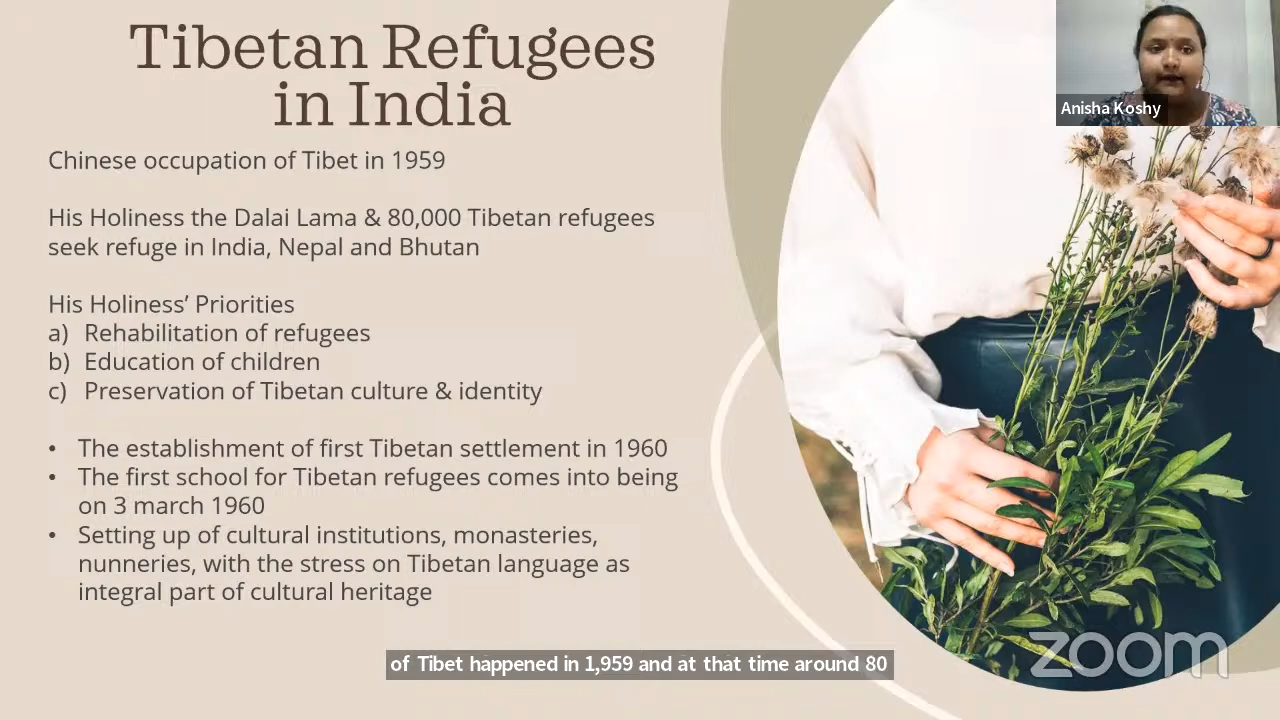 Tibetan Refugees
in India
Chinese occupation of Tibet in 1959
His Holiness the Dalai Lama & 80,000 Tibetan refugees
seek refuge in India, Nepal and Bhutan
His Holiness’ Priorities
a) Rehabilitation of refugees
b) Education of children
c) Preservation of Tibetan culture & identity
• The establishment of first Tibetan settlement in 1960
• The first school for Tibetan refugees comes into being
on 3 march 1960
• Setting up of cultural institutions, monasteries,
nunneries, with the stress on Tibetan language as
integral part of cultural heritage
Anisha Koshy
of Tibet happened in 1,959 and at that time around 80
zoom